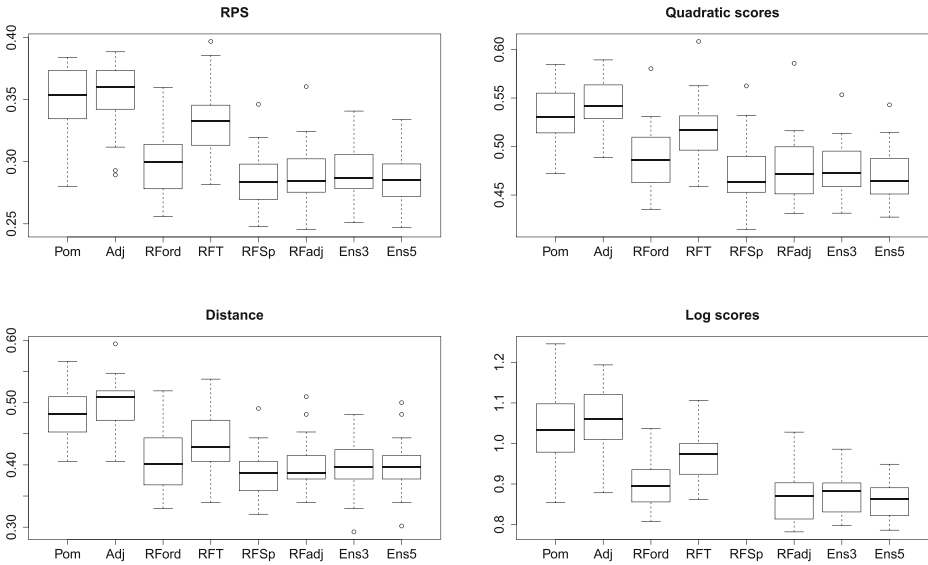 RPS
0.40
0.35
0.30
0.25
Pom Adj RFord RFT RFSp RFadj Ens3 Ens5
Quadratic scores
0.60
0.55
0.50
0.45
Pom Adj RFord RFT RFSp RFadj Ens3 Ens5
Distance
0.60
0.50
0.40
0.30
Pom Adj RFord RFT RFSp RFadj Ens3 Ens5
Log scores
1.2
1.1
1.0
0.9
0.8
Pom Adj RFord RFT RFSp RFadj Ens3 Ens5